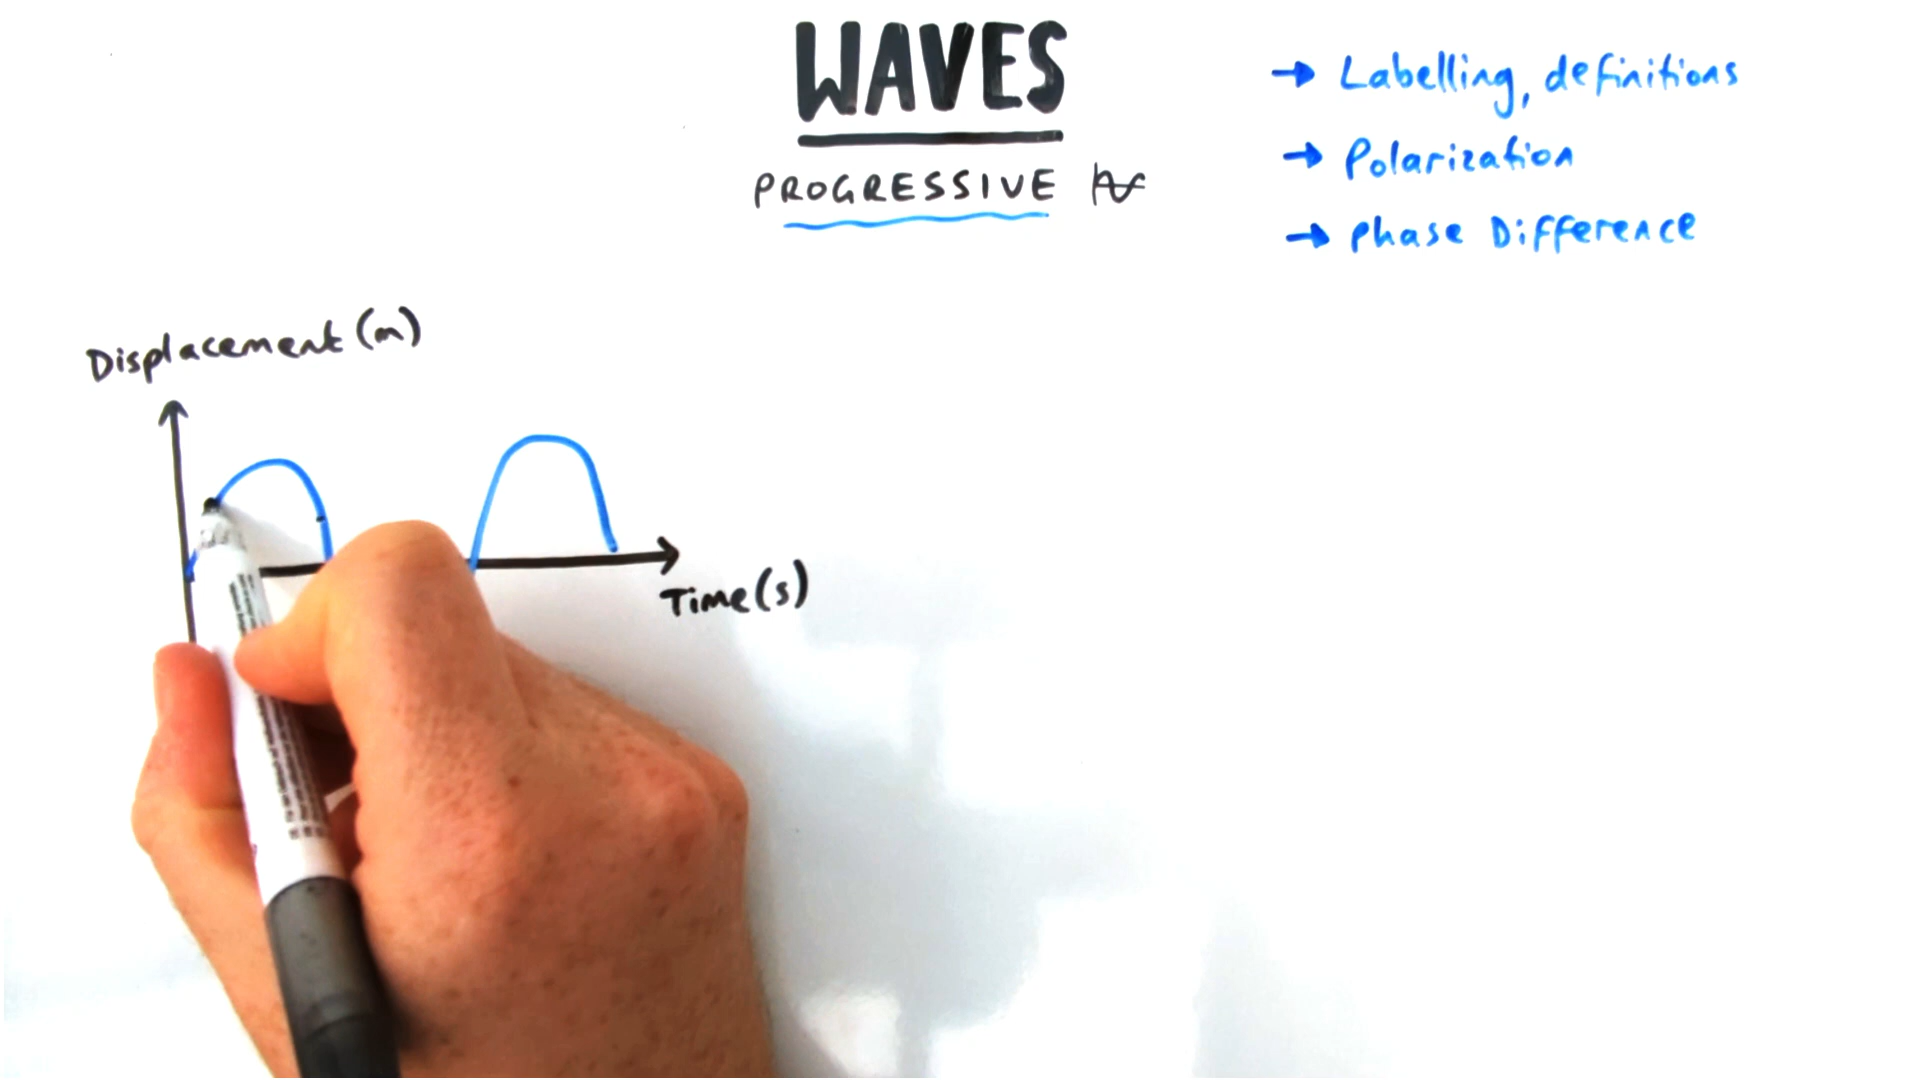 WAVES
PROGRESSIVE
→ Labelling, definitions
→ Polarization
→ Phase Difference
Displacement (m)
Time (s)